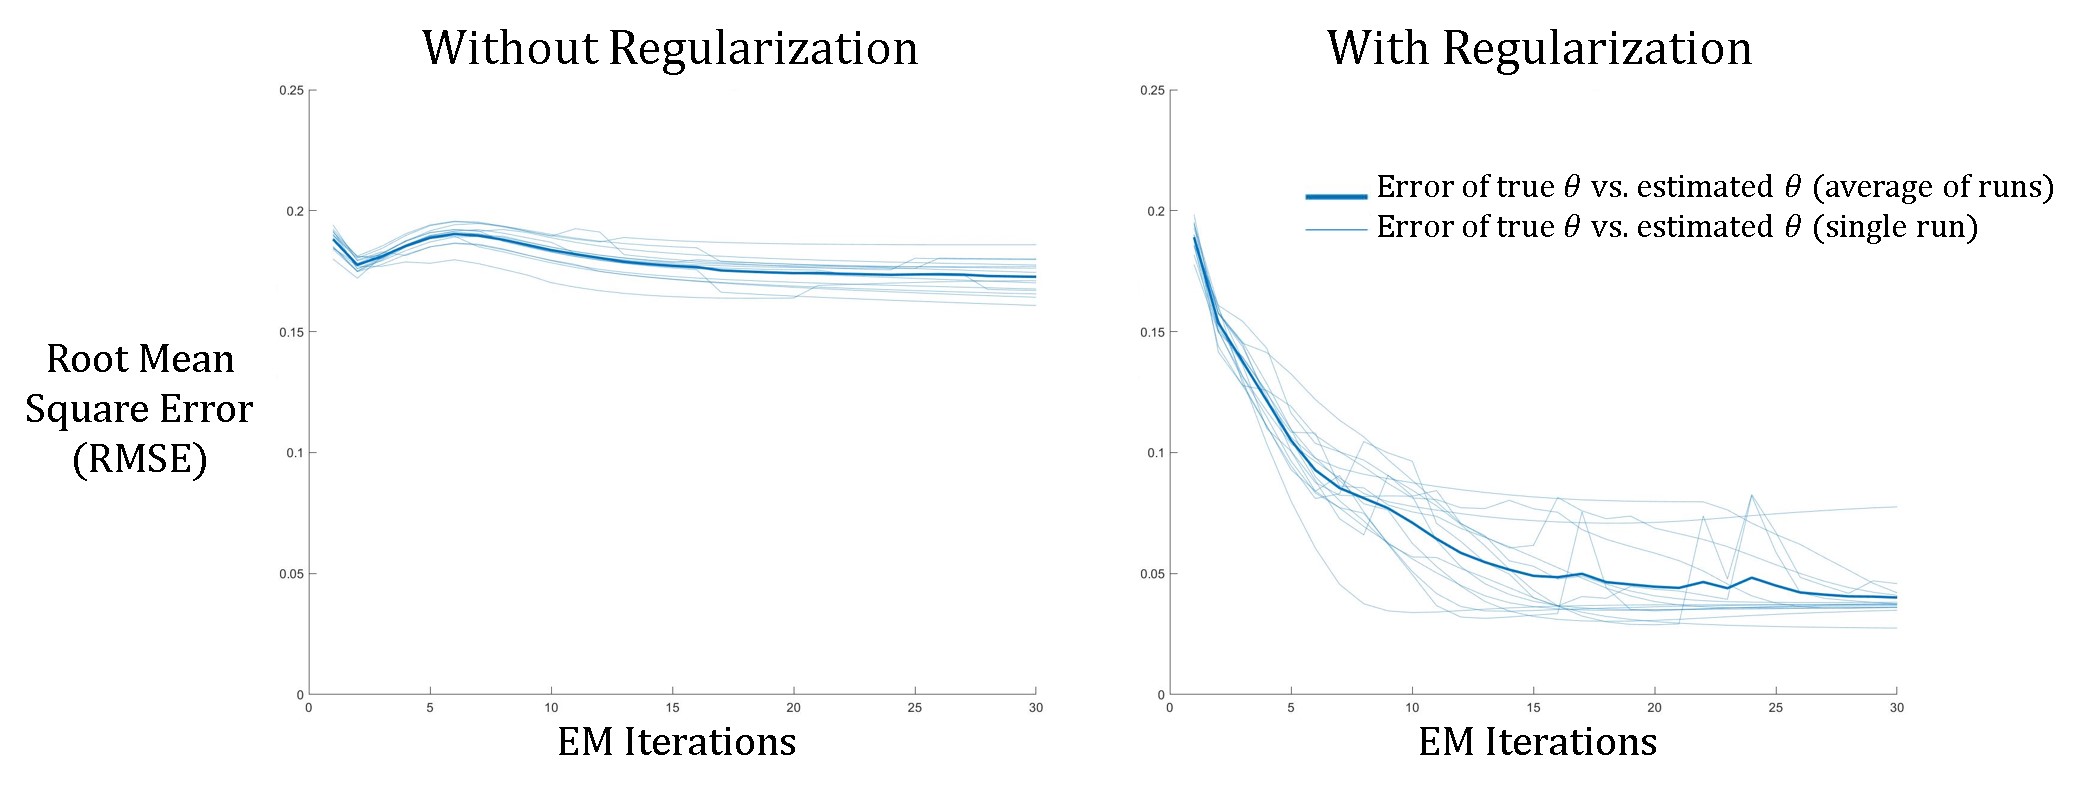 Without Regularization
With Regularization
Root Mean
Square Error
(RMSE)
0.25
0.2
0.15
0.1
0.05
0
0
5
10
15
20
25
30
EM Iterations
0.25
0.2
0.15
0.1
0.05
0
0
5
10
15
20
25
30
EM Iterations
Error of true θ vs. estimated θ (average of runs)
Error of true θ vs. estimated θ (single run)